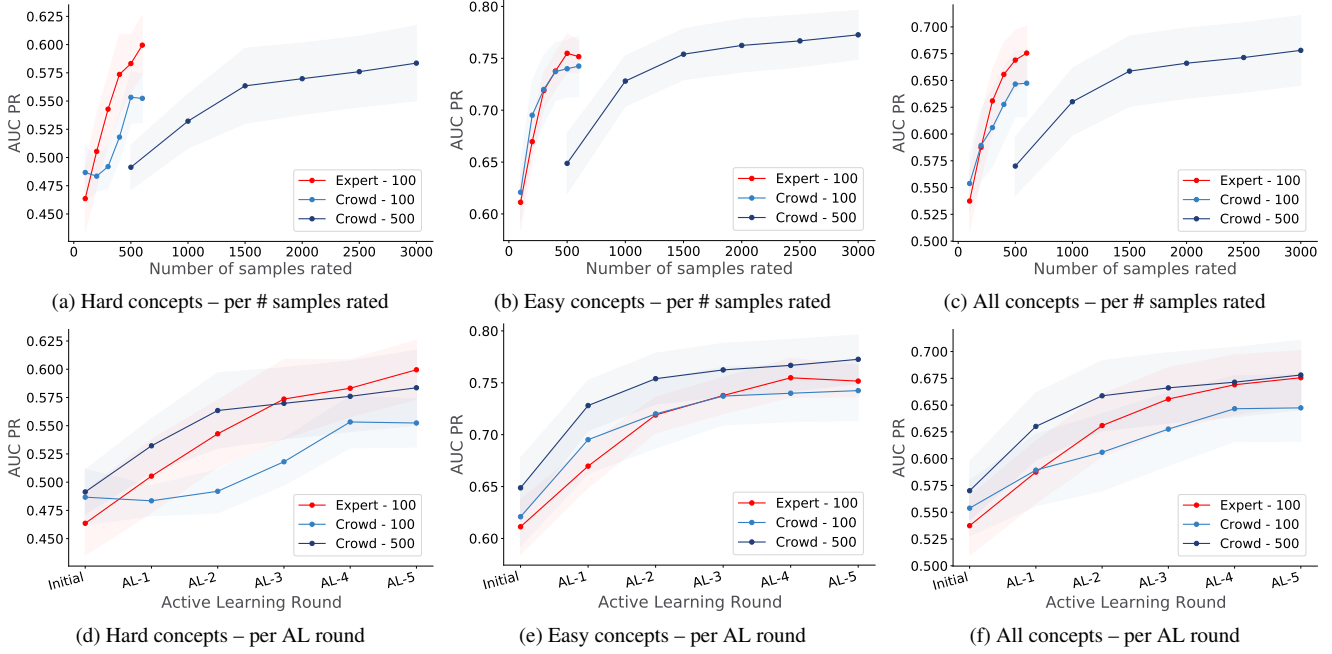 AUC PR
0.625
0.600
0.575
0.550
0.525
0.500
0.475
0.450
0 500 1000 1500 2000 2500 3000
Number of samples rated
Expert - 100
Crowd - 100
Crowd - 500
(a) Hard concepts – per # samples rated
AUC PR
0.80
0.75
0.70
0.65
0.60
0 500 1000 1500 2000 2500 3000
Number of samples rated
Expert - 100
Crowd - 100
Crowd - 500
(b) Easy concepts – per # samples rated
AUC PR
0.700
0.675
0.650
0.625
0.600
0.575
0.550
0.525
0.500
0 500 1000 1500 2000 2500 3000
Number of samples rated
Expert - 100
Crowd - 100
Crowd - 500
(c) All concepts – per # samples rated
AUC PR
0.625
0.600
0.575
0.550
0.525
0.500
0.475
0.450
Initial AL-1 AL-2 AL-3 AL-4 AL-5
Active Learning Round
Expert - 100
Crowd - 100
Crowd - 500
(d) Hard concepts – per AL round
AUC PR
0.80
0.75
0.70
0.65
0.60
Initial AL-1 AL-2 AL-3 AL-4 AL-5
Active Learning Round
Expert - 100
Crowd - 100
Crowd - 500
(e) Easy concepts – per AL round
AUC PR
0.700
0.675
0.650
0.625
0.600
0.575
0.550
0.525
0.500
Initial AL-1 AL-2 AL-3 AL-4 AL-5
Active Learning Round
Expert - 100
Crowd - 100
Crowd - 500
(f) All concepts – per AL round